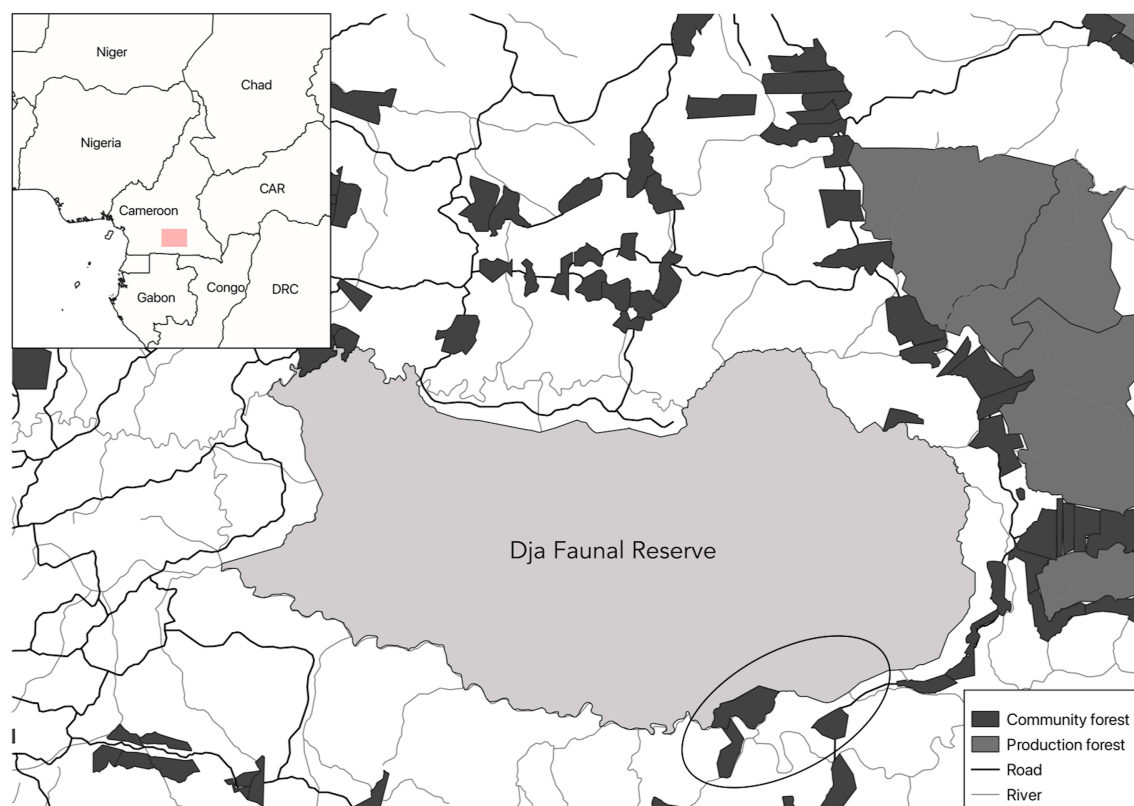 Niger
Chad
Nigeria
CAR
Cameroon
Gabon
Congo
DRC
Dja Faunal Reserve
Community forest
Production forest
Road
River